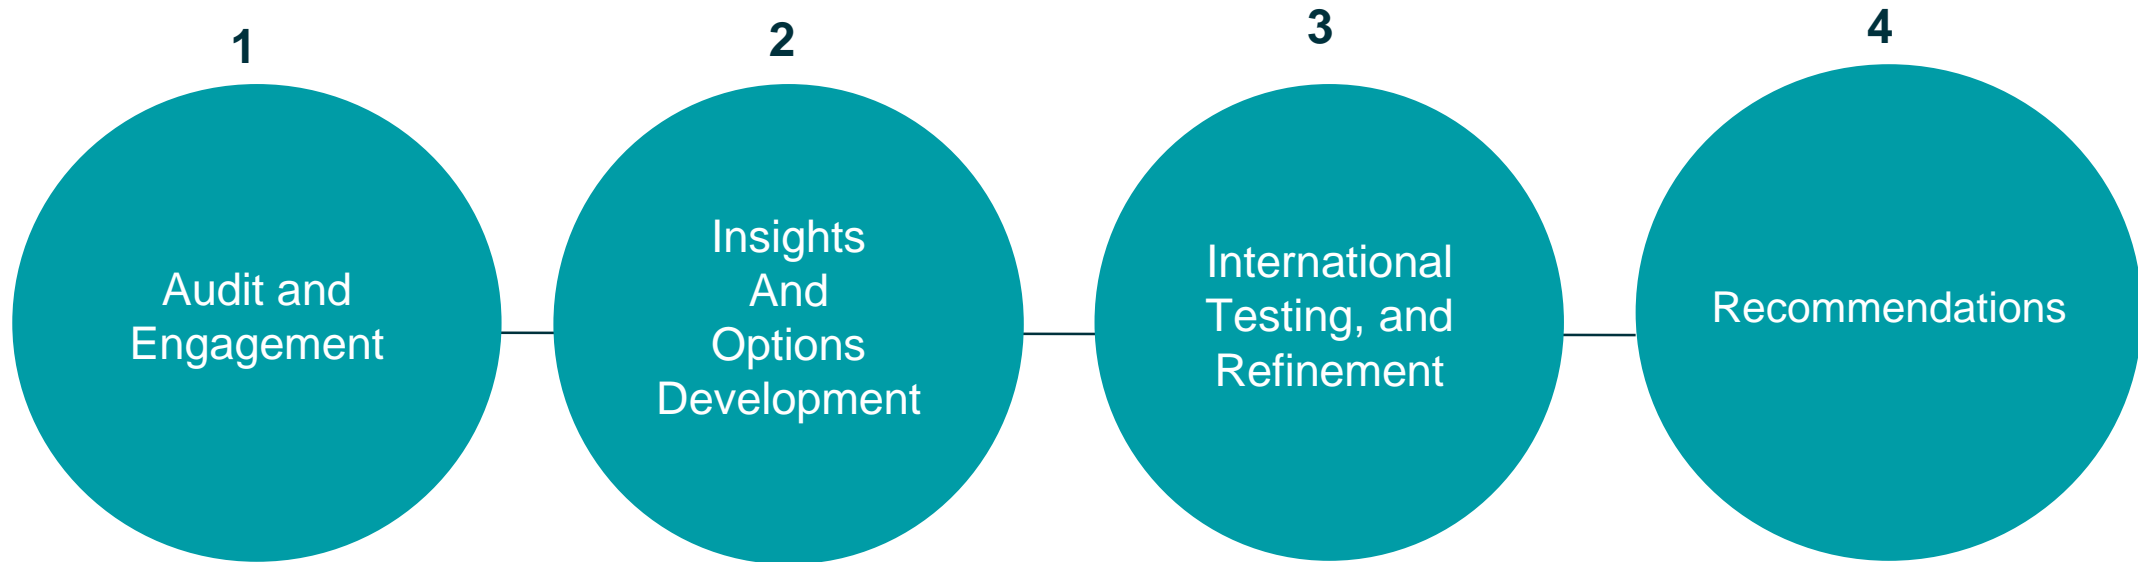 1
Audit and
Engagement
2
Insights
And
Options
Development
3
International
Testing, and
Refinement
4
Recommendations